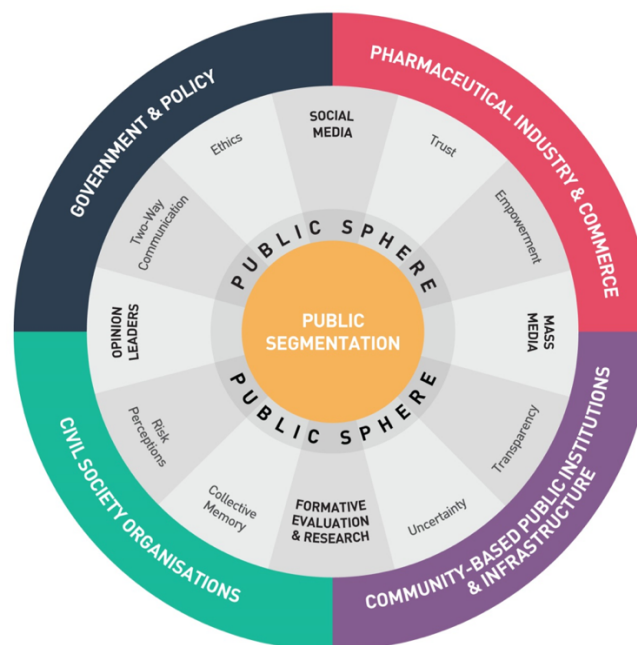 GOVERNMENT & POLICY
PHARMACEUTICAL INDUSTRY & COMMERCE
Ethics
SOCIAL
MEDIA
Trust
Two-Way
Communication
Empowerment
PUBLIC SPHERE
OPINION
LEADERS
PUBLIC
SEGMENTATION
MASS
MEDIA
PUBLIC SPHERE
Risk
Perceptions
Transparency
Collective
Memory
FORMATIVE
EVALUATION
& RESEARCH
Uncertainty
CIVIL SOCIETY ORGANISATIONS
COMMUNITY-BASED PUBLIC INSTITUTIONS
& INFRASTRUCTURE